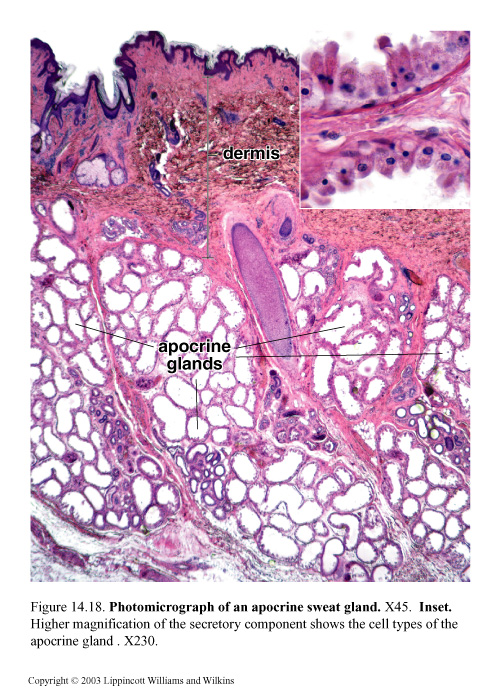 dermis
apocrine
glands
Figure 14.18. Photomicrograph of an apocrine sweat gland. X45. Inset.
Higher magnification of the secretory component shows the cell types of the
apocrine gland . X230.
Copyright © 2003 Lippincott Williams and Wilkins